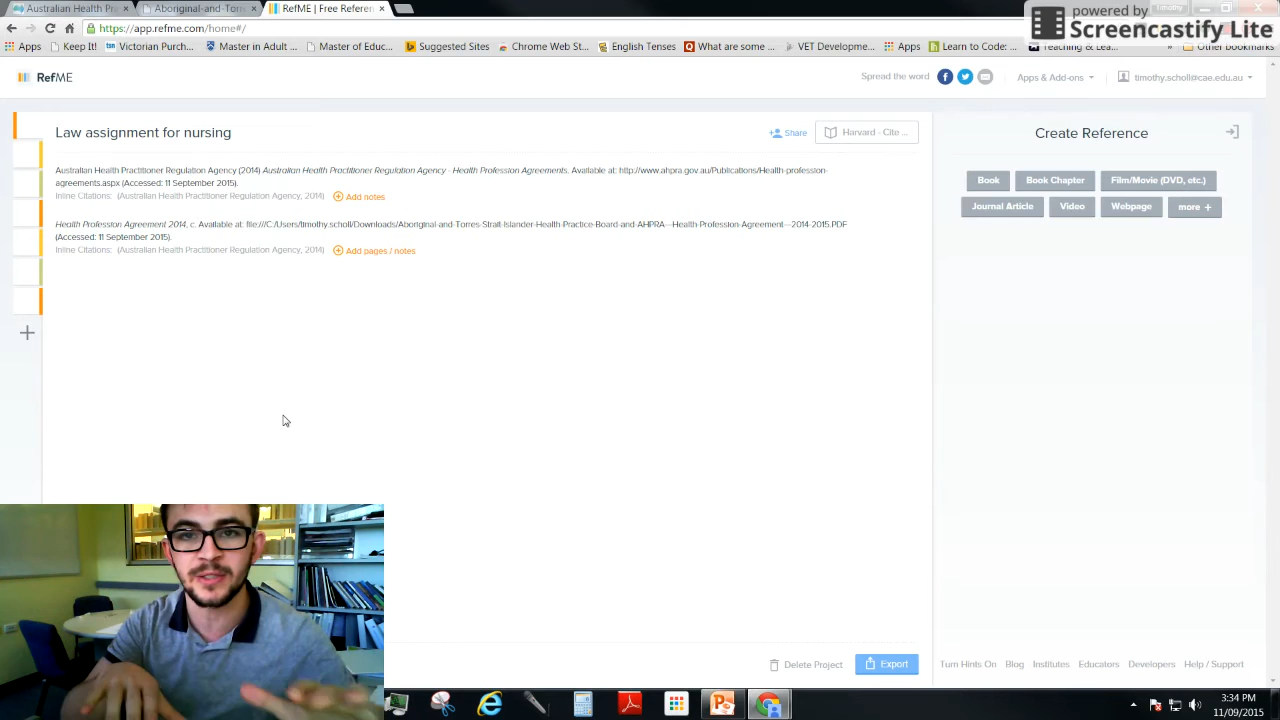 Australian Health Pr
Aboriginal-and-Torres
RefME | Free Referen
Timothy
powered by
Screencastify Lite
https://app.refme.com/home#/
Apps
Keep It!
Victorian Purch
Master in Adult
Master of Educ
Suggested Sites
Chrome Web St
English Tenses
What are some
VET Developme
Apps
Learn to Code:
Teaching & Lea
Other bookmarks
RefME
Spread the word
Apps & Add-ons
timothy.scholl@cae.edu.au
Law assignment for nursing
Share
Harvard - Cite ...
Create Reference
Australian Health Practitioner Regulation Agency (2014) Australian Health Practitioner Regulation Agency - Health Profession Agreements. Available at: http://www.ahpra.gov.au/Publications/Health-profession-
agreements.aspx (Accessed: 11 September 2015).
Inline Citations: (Australian Health Practitioner Regulation Agency, 2014)
Add notes
Health Profession Agreement 2014, c. Available at: file:///C:/Users/timothy.scholl/Downloads/Aboriginal-and-Torres-Strait-Islander-Health-Practice-Board-and-AHPRA---Health-Profession-Agreement---2014-2015.PDF
(Accessed: 11 September 2015).
Inline Citations: (Australian Health Practitioner Regulation Agency, 2014)
Add pages / notes
Book
Book Chapter
Film/Movie (DVD, etc.)
Journal Article
Video
Webpage
more +
Delete Project
Export
Turn Hints On
Blog
Institutes
Educators
Developers
Help / Support
3:34 PM
11/09/2015